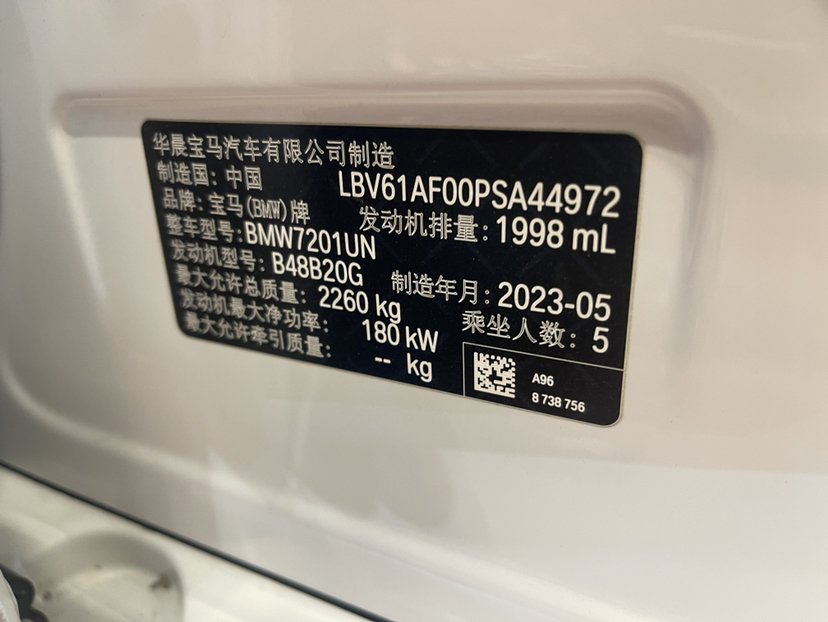 华晨宝马汽车有限公司制造
制造国: 中国 LBV61AF00PSA44972
品牌: 宝马(BMW)牌 发动机排量: 1998 mL
整车型号: BMW7201UN
发动机型号: B48B20G 制造年月: 2023-05
最大允许总质量: 2260 kg 乘坐人数: 5
发动机最大净功率: 180 kW
最大允许牵引质量: -- kg
A96
8 738 756